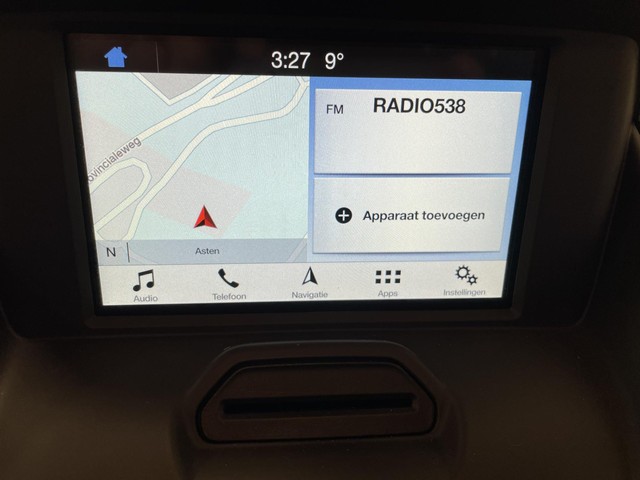 3:27 9°
FM RADIO538
ovincialeweg
Apparaat toevoegen
N Asten
Audio Telefoon Navigatie Apps Instellingen